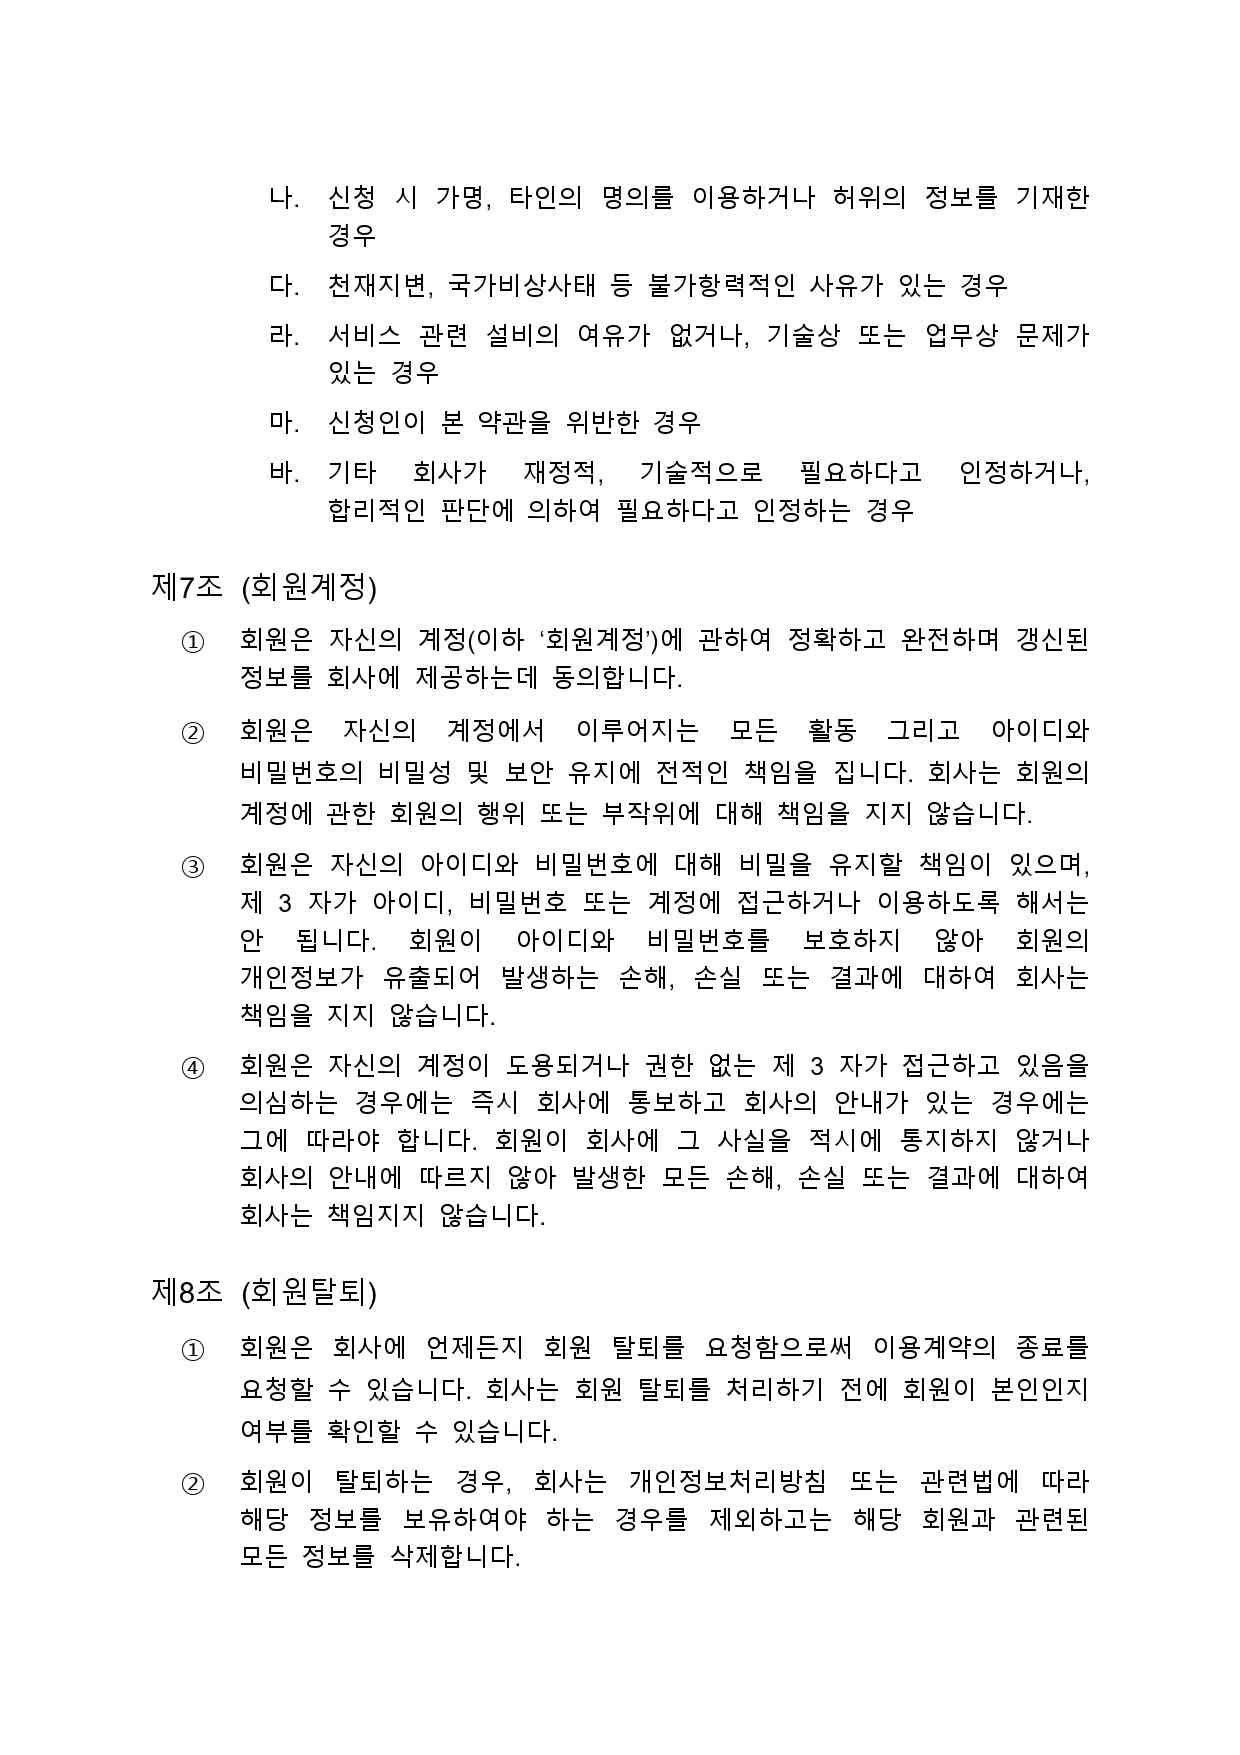 나. 신청 시 가명, 타인의 명의를 이용하거나 허위의 정보를 기재한
경우
다. 천재지변, 국가비상사태 등 불가항력적인 사유가 있는 경우
라. 서비스 관련 설비의 여유가 없거나, 기술상 또는 업무상 문제가
있는 경우
마. 신청인이 본 약관을 위반한 경우
바. 기타 회사가 재정적, 기술적으로 필요하다고 인정하거나,
합리적인 판단에 의하여 필요하다고 인정하는 경우
제7조 (회원계정)
① 회원은 자신의 계정(이하 ‘회원계정’)에 관하여 정확하고 완전하며 갱신된
정보를 회사에 제공하는데 동의합니다.
② 회원은 자신의 계정에서 이루어지는 모든 활동 그리고 아이디와
비밀번호의 비밀성 및 보안 유지에 전적인 책임을 집니다. 회사는 회원의
계정에 관한 회원의 행위 또는 부작위에 대해 책임을 지지 않습니다.
③ 회원은 자신의 아이디와 비밀번호에 대해 비밀을 유지할 책임이 있으며,
제 3 자가 아이디, 비밀번호 또는 계정에 접근하거나 이용하도록 해서는
안 됩니다. 회원이 아이디와 비밀번호를 보호하지 않아 회원의
개인정보가 유출되어 발생하는 손해, 손실 또는 결과에 대하여 회사는
책임을 지지 않습니다.
④ 회원은 자신의 계정이 도용되거나 권한 없는 제 3 자가 접근하고 있음을
의심하는 경우에는 즉시 회사에 통보하고 회사의 안내가 있는 경우에는
그에 따라야 합니다. 회원이 회사에 그 사실을 적시에 통지하지 않거나
회사의 안내에 따르지 않아 발생한 모든 손해, 손실 또는 결과에 대하여
회사는 책임지지 않습니다.
제8조 (회원탈퇴)
① 회원은 회사에 언제든지 회원 탈퇴를 요청함으로써 이용계약의 종료를
요청할 수 있습니다. 회사는 회원 탈퇴를 처리하기 전에 회원이 본인인지
여부를 확인할 수 있습니다.
② 회원이 탈퇴하는 경우, 회사는 개인정보처리방침 또는 관련법에 따라
해당 정보를 보유하여야 하는 경우를 제외하고는 해당 회원과 관련된
모든 정보를 삭제합니다.